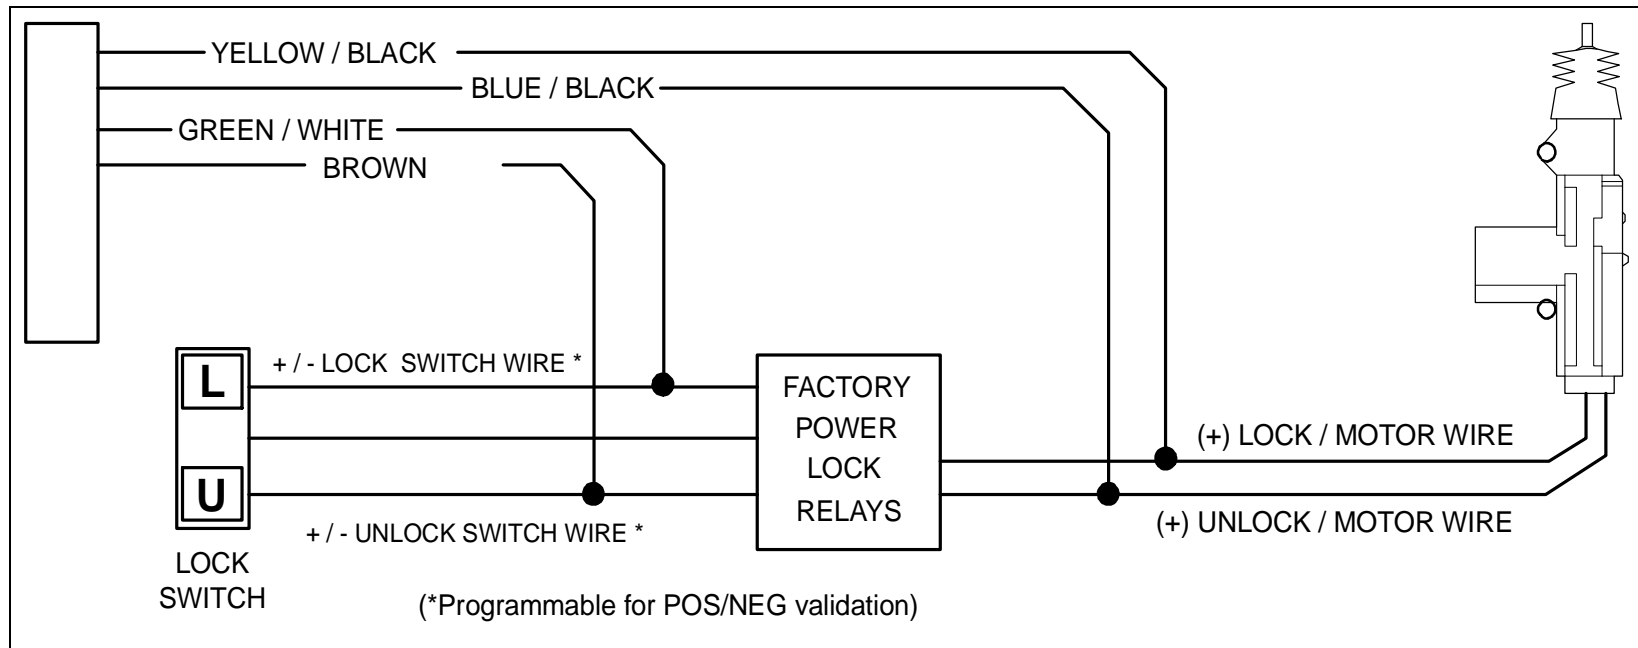 YELLOW / BLACK
BLUE / BLACK
GREEN / WHITE
BROWN
L
+ / - LOCK SWITCH WIRE *
U
+ / - UNLOCK SWITCH WIRE *
LOCK
SWITCH
FACTORY
POWER
LOCK
RELAYS
(+) LOCK / MOTOR WIRE
(+) UNLOCK / MOTOR WIRE
(*Programmable for POS/NEG validation)